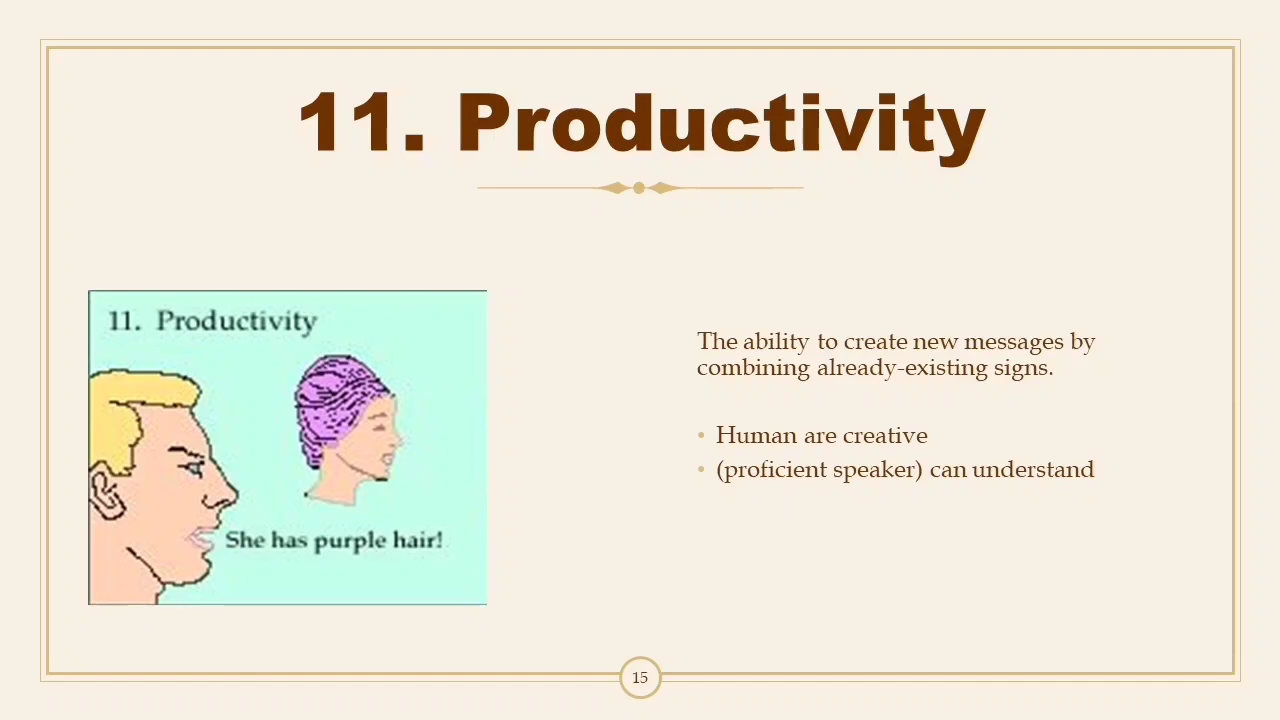 11. Productivity
11. Productivity
She has purple hair!
The ability to create new messages by
combining already-existing signs.
• Human are creative
• (proficient speaker) can understand
15